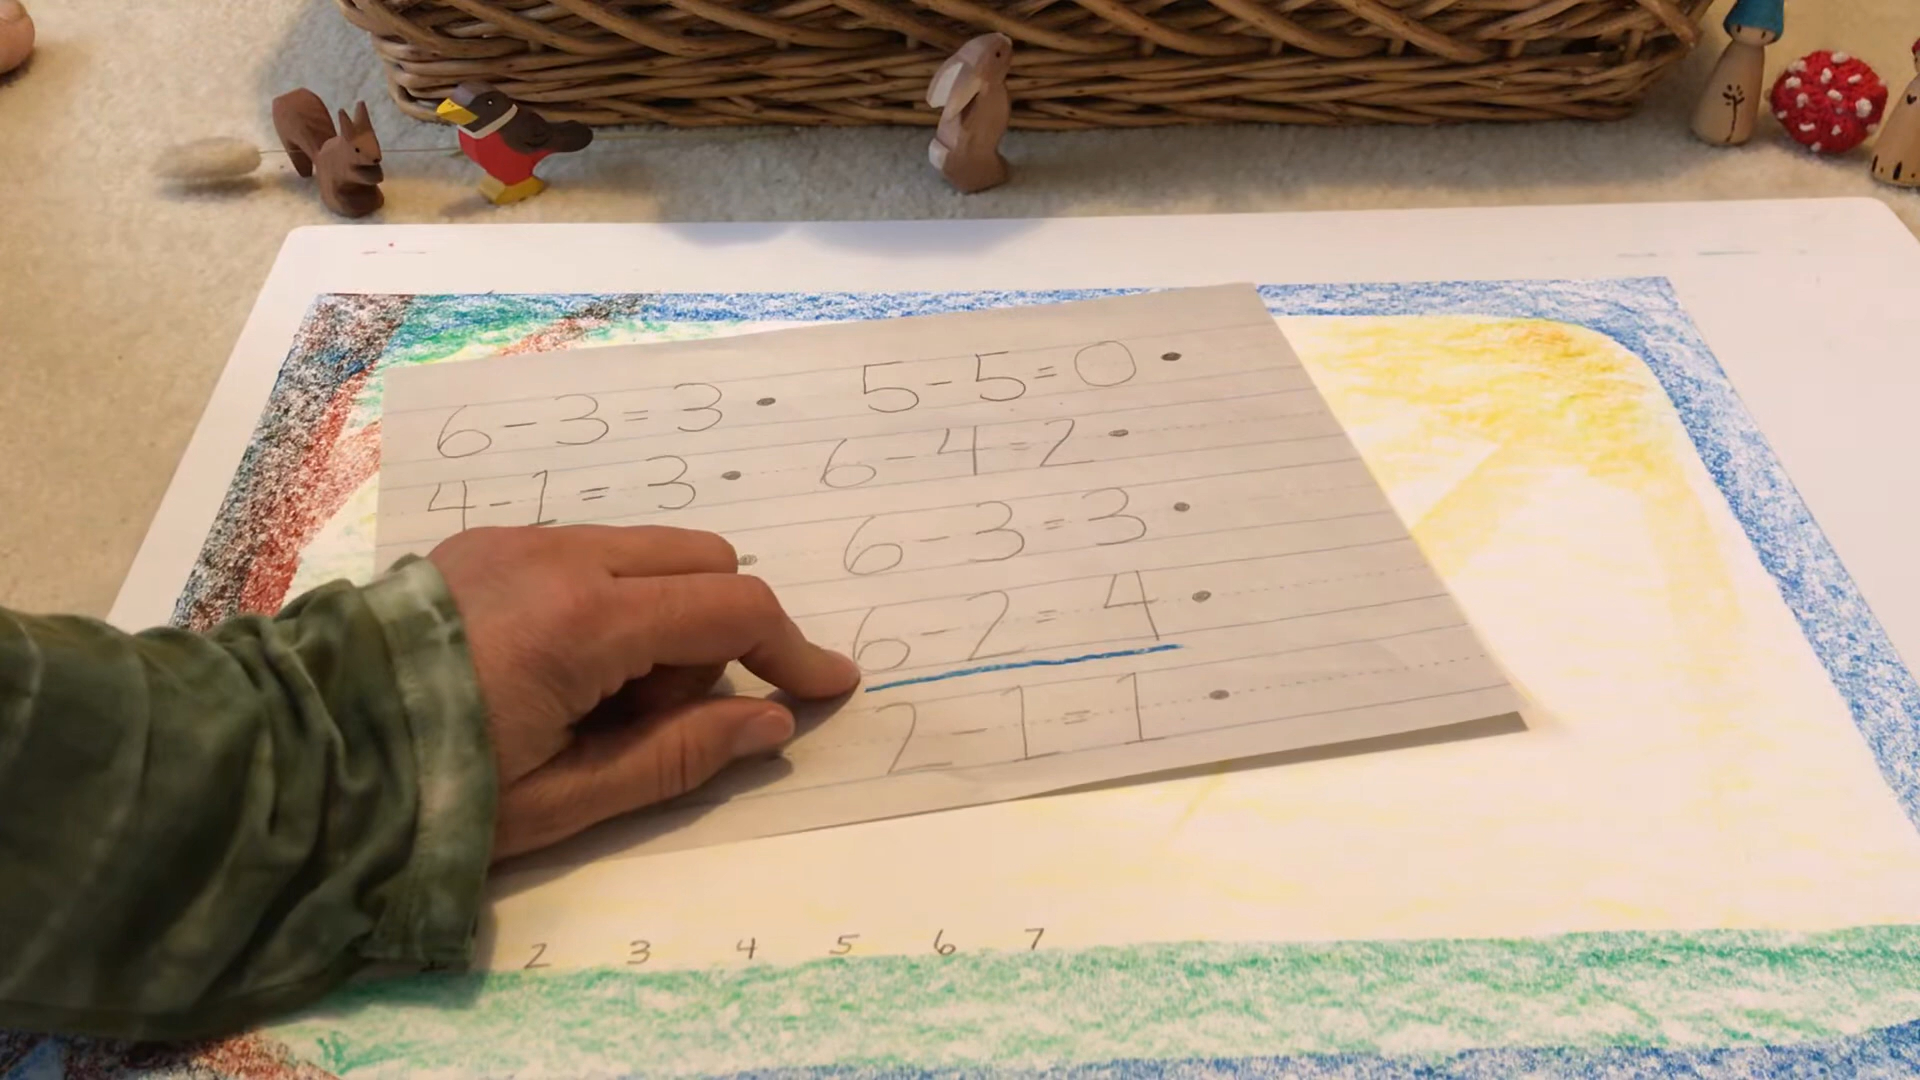 6-3=3 • 5-5=0 •
4-1=3 • 6-4=2 •
• 6-3=3 •
6-2=4 •
2-1=1 •
2 3 4 5 6 7